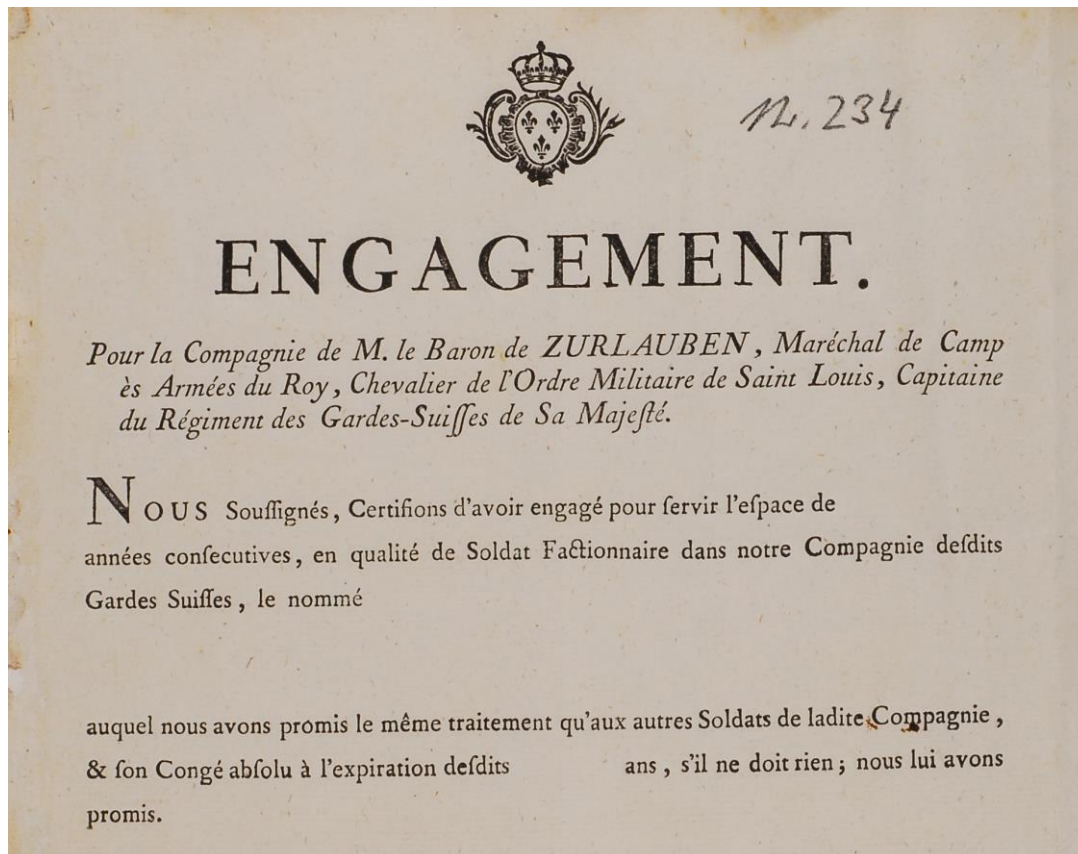 N. 234
ENGAGEMENT.
Pour la Compagnie de M. le Baron de ZURLAUBEN, Maréchal de Camp
ès Armées du Roy, Chevalier de l'Ordre Militaire de Saint Louis, Capitaine
du Régiment des Gardes-Suiſſes de Sa Majeſté.
NOUS Souſſignés, Certifions d'avoir engagé pour ſervir l'eſpace de
années conſecutives, en qualité de Soldat Factionnaire dans notre Compagnie deſdits
Gardes Suiſſes, le nommé
auquel nous avons promis le même traitement qu'aux autres Soldats de ladite Compagnie,
& ſon Congé abſolu à l'expiration deſdits ans, s'il ne doit rien; nous lui avons
promis.